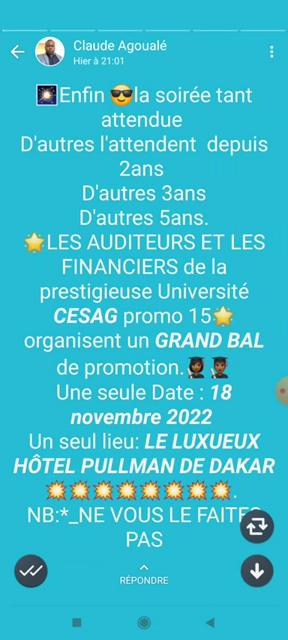 Claude Agoualé
Hier à 21:01
🎆Enfin 😎la soirée tant
attendue
D'autres l'attendent depuis
2ans
D'autres 3ans
D'autres 5ans.
🌟LES AUDITEURS ET LES
FINANCIERS de la
prestigieuse Université
CESAG promo 15🌟
organisent un GRAND BAL
de promotion.👩🏾‍🎓👨🏾‍🎓
Une seule Date : 18
novembre 2022
Un seul lieu: LE LUXUEUX
HÔTEL PULLMAN DE DAKAR
💥💥💥💥💥💥💥💥.
NB:*_NE VOUS LE FAITES
PAS
RÉPONDRE